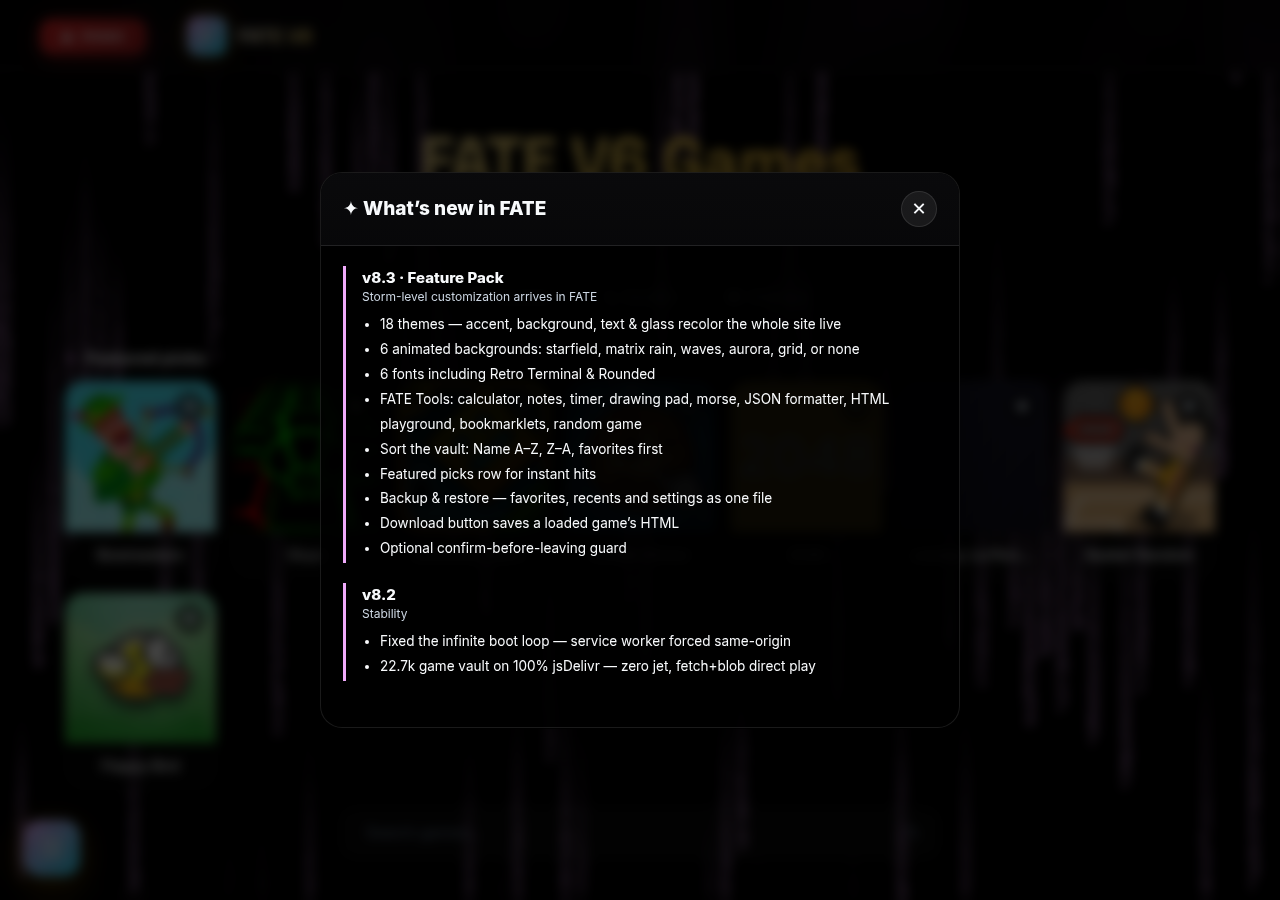 FATE V6 Games
✦ What's new in FATE
✕
v8.3 · Feature Pack
Storm-level customization arrives in FATE
• 18 themes — accent, background, text & glass recolor the whole site live
• 6 animated backgrounds: starfield, matrix rain, waves, aurora, grid, or none
• 6 fonts including Retro Terminal & Rounded
• FATE Tools: calculator, notes, timer, drawing pad, morse, JSON formatter, HTML
playground, bookmarklets, random game
• Sort the vault: Name A–Z, Z–A, favorites first
• Featured picks row for instant hits
• Backup & restore — favorites, recents and settings as one file
• Download button saves a loaded game's HTML
• Optional confirm-before-leaving guard
v8.2
Stability
• Fixed the infinite boot loop — service worker forced same-origin
• 22.7k game vault on 100% jsDelivr — zero jet, fetch+blob direct play